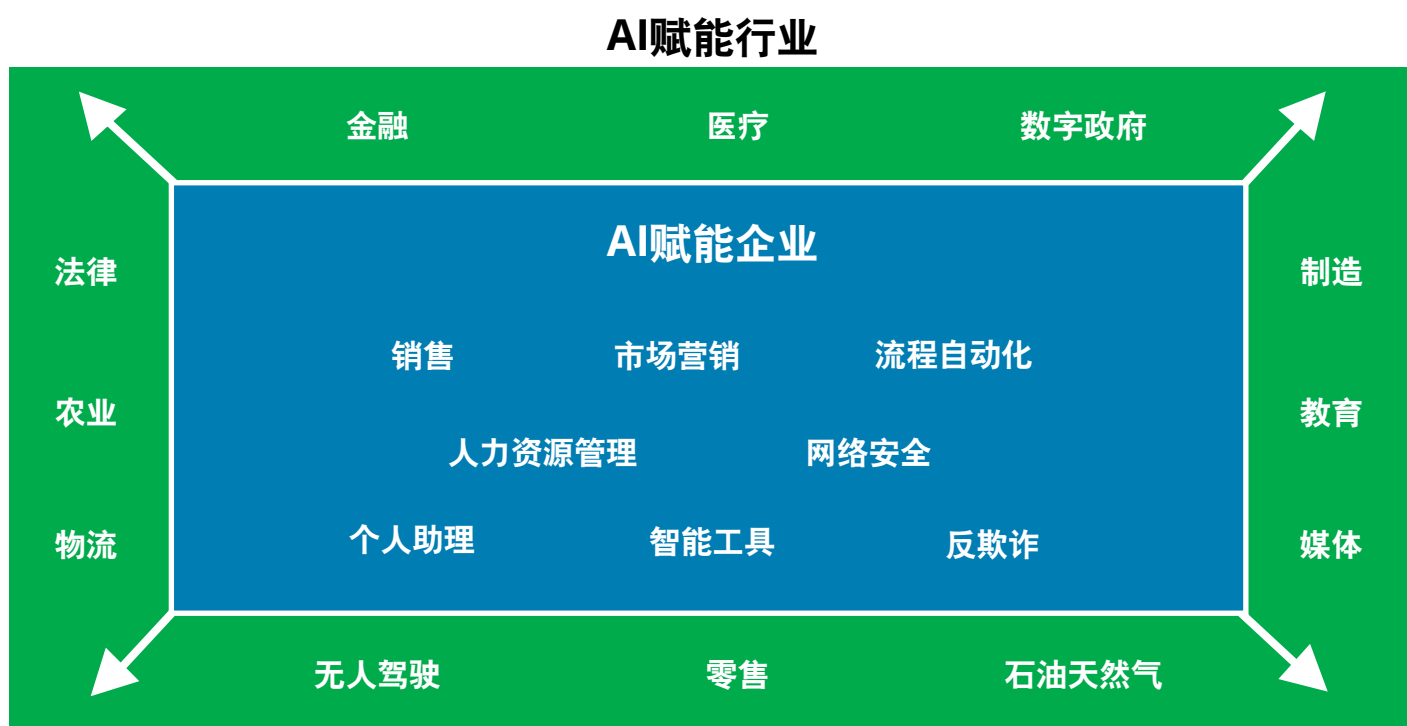 AI赋能行业
金融 医疗 数字政府
AI赋能企业
法律 制造
销售 市场营销 流程自动化
农业 教育
人力资源管理 网络安全
物流 个人助理 智能工具 反欺诈 媒体
无人驾驶 零售 石油天然气